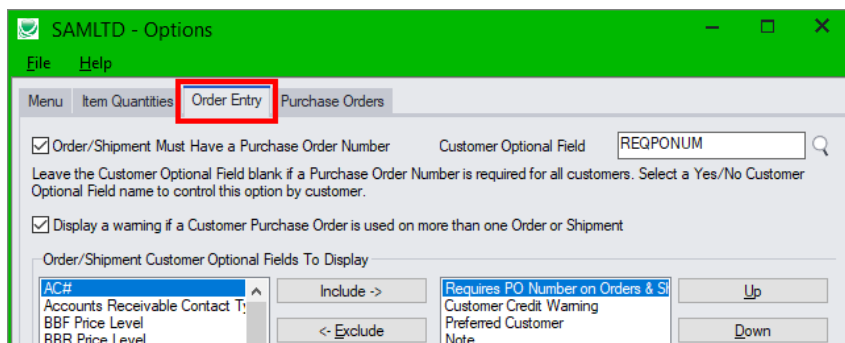 SAMLTD - Options
File Help
Menu Item Quantities Order Entry Purchase Orders
Order/Shipment Must Have a Purchase Order Number Customer Optional Field REQPONUM
Leave the Customer Optional Field blank if a Purchase Order Number is required for all customers. Select a Yes/No Customer
Optional Field name to control this option by customer.
Display a warning if a Customer Purchase Order is used on more than one Order or Shipment
Order/Shipment Customer Optional Fields To Display
AC# Include -> Requires PO Number on Orders & Up
Accounts Receivable Contact Customer Credit Warning
BBF Price Level <- Exclude Preferred Customer Down
BBR Price Level Note